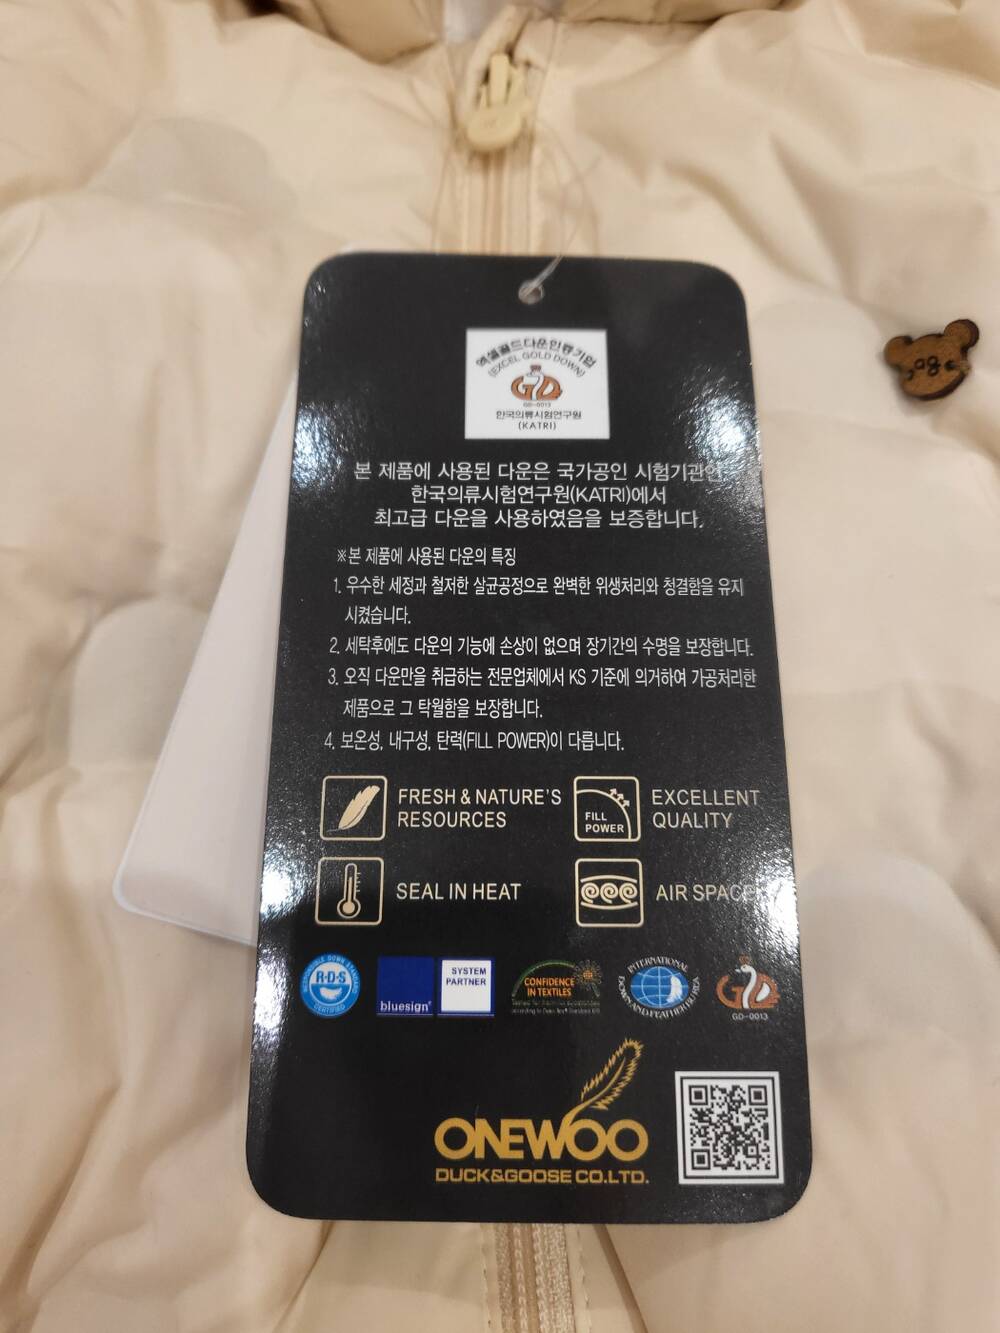 엑셀골드다운인증기업
(EXCEL GOLD DOWN)
GD
GD-0013
한국의류시험연구원
(KATRI)
본 제품에 사용된 다운은 국가공인 시험기관인
한국의류시험연구원(KATRI)에서
최고급 다운을 사용하였음을 보증합니다.
※본 제품에 사용된 다운의 특징
1. 우수한 세정과 철저한 살균공정으로 완벽한 위생처리와 청결함을 유지
시켰습니다.
2. 세탁후에도 다운의 기능에 손상이 없으며 장기간의 수명을 보장합니다.
3. 오직 다운만을 취급하는 전문업체에서 KS 기준에 의거하여 가공처리한
제품으로 그 탁월함을 보장합니다.
4. 보온성, 내구성, 탄력(FILL POWER)이 다릅니다.
FRESH & NATURE'S
RESOURCES
FILL
POWER
EXCELLENT
QUALITY
SEAL IN HEAT
AIR SPACE
RESPONSIBLE DOWN STANDARD
R·D·S
CERTIFIED
bluesign®
SYSTEM
PARTNER
CONFIDENCE
IN TEXTILES
INTERNATIONAL
DOWN AND FEATHER BUREAU
GD
GD-0013
ONEWOO
DUCK&GOOSE CO.LTD.